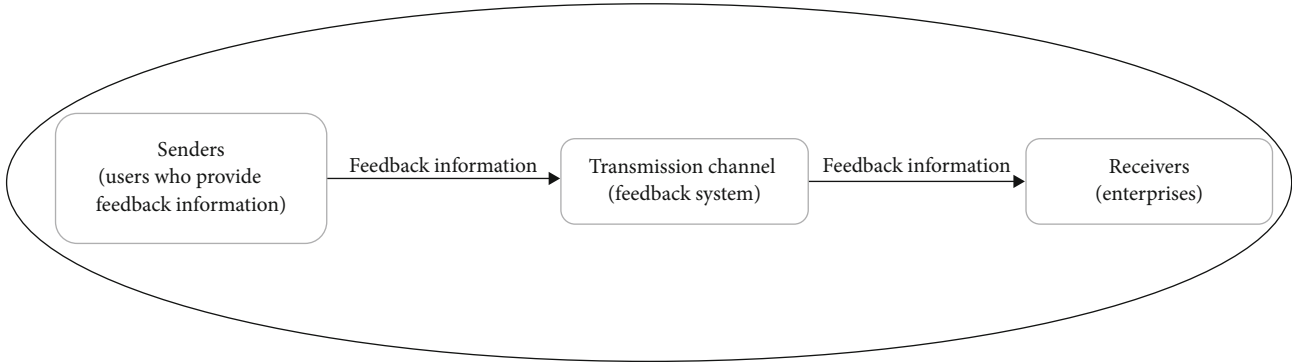 Senders
(users who provide
feedback information)
Feedback information
Transmission channel
(feedback system)
Feedback information
Receivers
(enterprises)